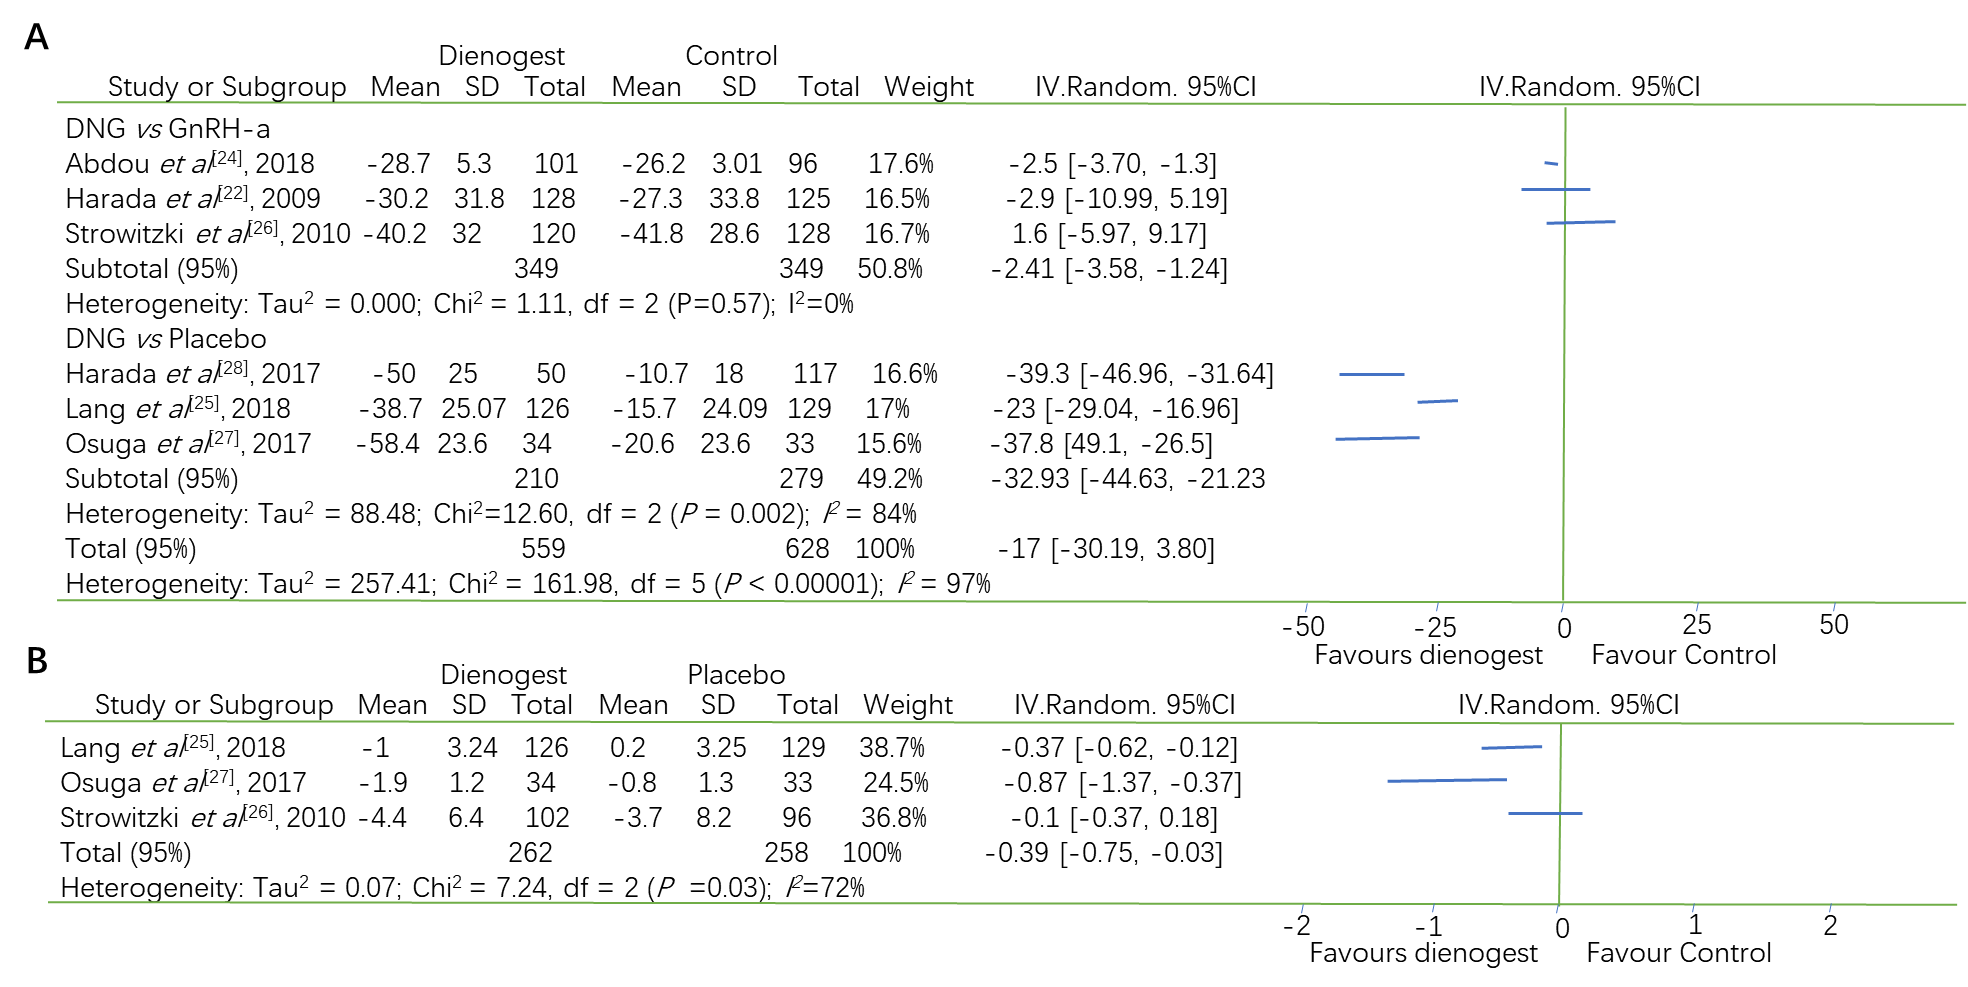 A
Dienogest Control
Study or Subgroup Mean SD Total Mean SD Total Weight IV.Random. 95%CI IV.Random. 95%CI
DNG vs GnRH-a
Abdou et al[24], 2018 -28.7 5.3 101 -26.2 3.01 96 17.6% -2.5 [-3.70, -1.3]
Harada et al[22], 2009 -30.2 31.8 128 -27.3 33.8 125 16.5% -2.9 [-10.99, 5.19]
Strowitzki et al[26], 2010 -40.2 32 120 -41.8 28.6 128 16.7% 1.6 [-5.97, 9.17]
Subtotal (95%) 349 349 50.8% -2.41 [-3.58, -1.24]
Heterogeneity: Tau2 = 0.000; Chi2 = 1.11, df = 2 (P=0.57); I2=0%
DNG vs Placebo
Harada et al[28], 2017 -50 25 50 -10.7 18 117 16.6% -39.3 [-46.96, -31.64]
Lang et al[25], 2018 -38.7 25.07 126 -15.7 24.09 129 17% -23 [-29.04, -16.96]
Osuga et al[27], 2017 -58.4 23.6 34 -20.6 23.6 33 15.6% -37.8 [49.1, -26.5]
Subtotal (95%) 210 279 49.2% -32.93 [-44.63, -21.23
Heterogeneity: Tau2 = 88.48; Chi2=12.60, df = 2 (P = 0.002); I2 = 84%
Total (95%) 559 628 100% -17 [-30.19, 3.80]
Heterogeneity: Tau2 = 257.41; Chi2 = 161.98, df = 5 (P < 0.00001); I2 = 97%
-50 -25 0 25 50
Favours dienogest Favour Control
B
Dienogest Placebo
Study or Subgroup Mean SD Total Mean SD Total Weight IV.Random. 95%CI IV.Random. 95%CI
Lang et al[25], 2018 -1 3.24 126 0.2 3.25 129 38.7% -0.37 [-0.62, -0.12]
Osuga et al[27], 2017 -1.9 1.2 34 -0.8 1.3 33 24.5% -0.87 [-1.37, -0.37]
Strowitzki et al[26], 2010 -4.4 6.4 102 -3.7 8.2 96 36.8% -0.1 [-0.37, 0.18]
Total (95%) 262 258 100% -0.39 [-0.75, -0.03]
Heterogeneity: Tau2 = 0.07; Chi2 = 7.24, df = 2 (P =0.03); I2=72%
-2 -1 0 1 2
Favours dienogest Favour Control